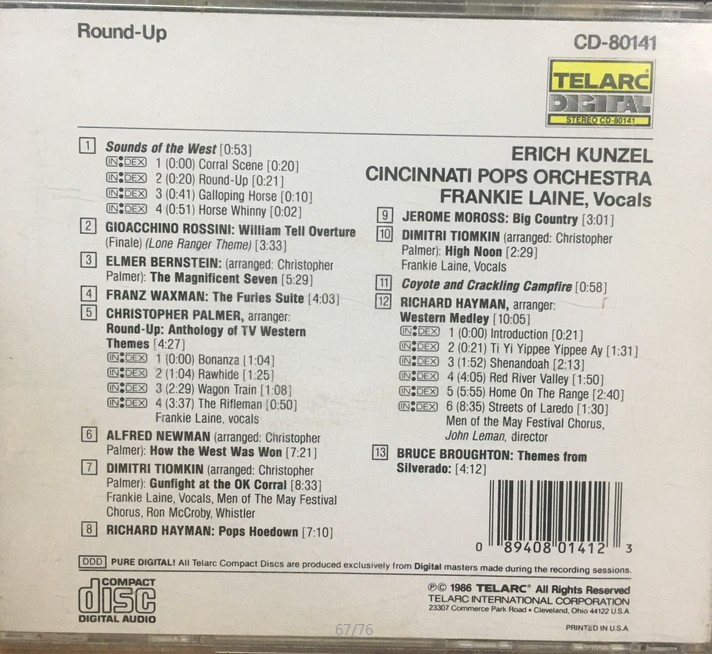 Round-Up
CD-80141
TELARC
DIGITAL
STEREO CD-80141
1 Sounds of the West [0:53]
INDEX 1 (0:00) Corral Scene [0:20]
INDEX 2 (0:20) Round-Up [0:21]
INDEX 3 (0:41) Galloping Horse [0:10]
INDEX 4 (0:51) Horse Whinny [0:02]
2 GIOACCHINO ROSSINI: William Tell Overture
(Finale) (Lone Ranger Theme) [3:33]
3 ELMER BERNSTEIN: (arranged: Christopher
Palmer): The Magnificent Seven [5:29]
4 FRANZ WAXMAN: The Furies Suite [4:03]
5 CHRISTOPHER PALMER, arranger:
Round-Up: Anthology of TV Western
Themes [4:27]
INDEX 1 (0:00) Bonanza [1:04]
INDEX 2 (1:04) Rawhide [1:25]
INDEX 3 (2:29) Wagon Train [1:08]
INDEX 4 (3:37) The Rifleman [0:50]
Frankie Laine, vocals
6 ALFRED NEWMAN (arranged: Christopher
Palmer): How the West Was Won [7:21]
7 DIMITRI TIOMKIN (arranged: Christopher
Palmer): Gunfight at the OK Corral [8:33]
Frankie Laine, Vocals, Men of The May Festival
Chorus, Ron McCroby, Whistler
8 RICHARD HAYMAN: Pops Hoedown [7:10]
ERICH KUNZEL
CINCINNATI POPS ORCHESTRA
FRANKIE LAINE, Vocals
9 JEROME MOROSS: Big Country [3:01]
10 DIMITRI TIOMKIN (arranged: Christopher
Palmer): High Noon [2:29]
Frankie Laine, Vocals
11 Coyote and Crackling Campfire [0:58]
12 RICHARD HAYMAN, arranger:
Western Medley [10:05]
INDEX 1 (0:00) Introduction [0:21]
INDEX 2 (0:21) Ti Yi Yippee Yippee Ay [1:31]
INDEX 3 (1:52) Shenandoah [2:13]
INDEX 4 (4:05) Red River Valley [1:50]
INDEX 5 (5:55) Home On The Range [2:40]
INDEX 6 (8:35) Streets of Laredo [1:30]
Men of the May Festival Chorus,
John Leman, director
13 BRUCE BROUGHTON: Themes from
Silverado: [4:12]
0 89408 01412 3
DDD PURE DIGITAL! All Telarc Compact Discs are produced exclusively from Digital masters made during the recording sessions.
COMPACT
disc
DIGITAL AUDIO
℗© 1986 TELARC® All Rights Reserved
TELARC INTERNATIONAL CORPORATION
23307 Commerce Park Road • Cleveland, Ohio 44122 U.S.A
PRINTED IN U.S.A.
67/76